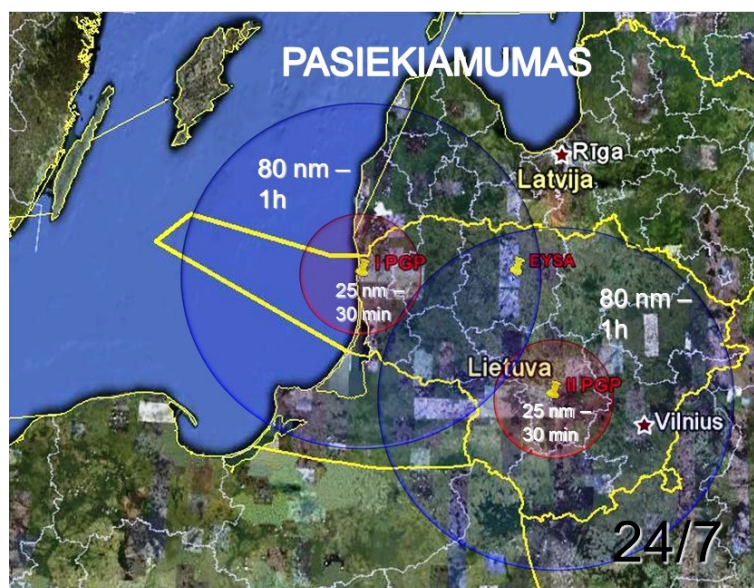 PASIEKIAMUMAS
Rīga
Latvija
80 nm –
1h
I PGP
EYSA
25 nm –
30 min
80 nm –
1h
Lietuva
II PGP
25 nm –
30 min
Vilnius
24/7